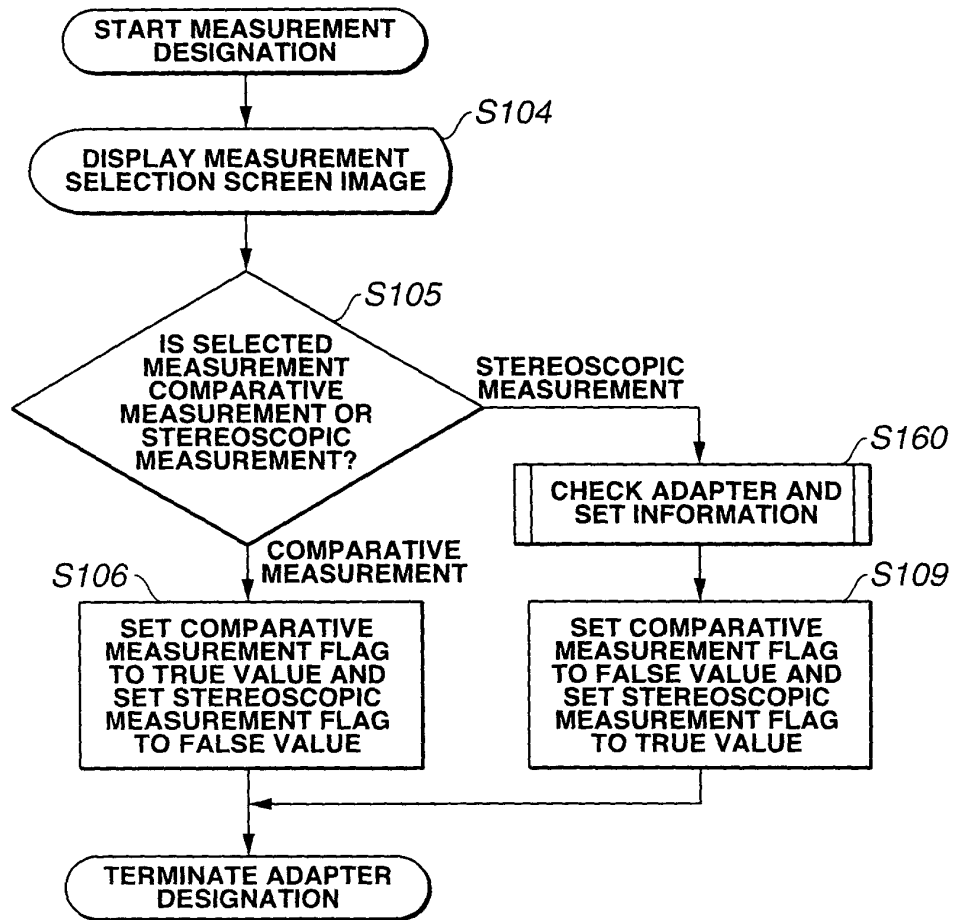 START MEASUREMENT
DESIGNATION
S104
DISPLAY MEASUREMENT
SELECTION SCREEN IMAGE
S105
IS SELECTED
MEASUREMENT
COMPARATIVE
MEASUREMENT OR
STEREOSCOPIC
MEASUREMENT?
STEREOSCOPIC
MEASUREMENT
S160
CHECK ADAPTER AND
SET INFORMATION
COMPARATIVE
MEASUREMENT
S106
SET COMPARATIVE
MEASUREMENT FLAG
TO TRUE VALUE AND
SET STEREOSCOPIC
MEASUREMENT FLAG
TO FALSE VALUE
S109
SET COMPARATIVE
MEASUREMENT FLAG
TO FALSE VALUE AND
SET STEREOSCOPIC
MEASUREMENT FLAG
TO TRUE VALUE
TERMINATE ADAPTER
DESIGNATION